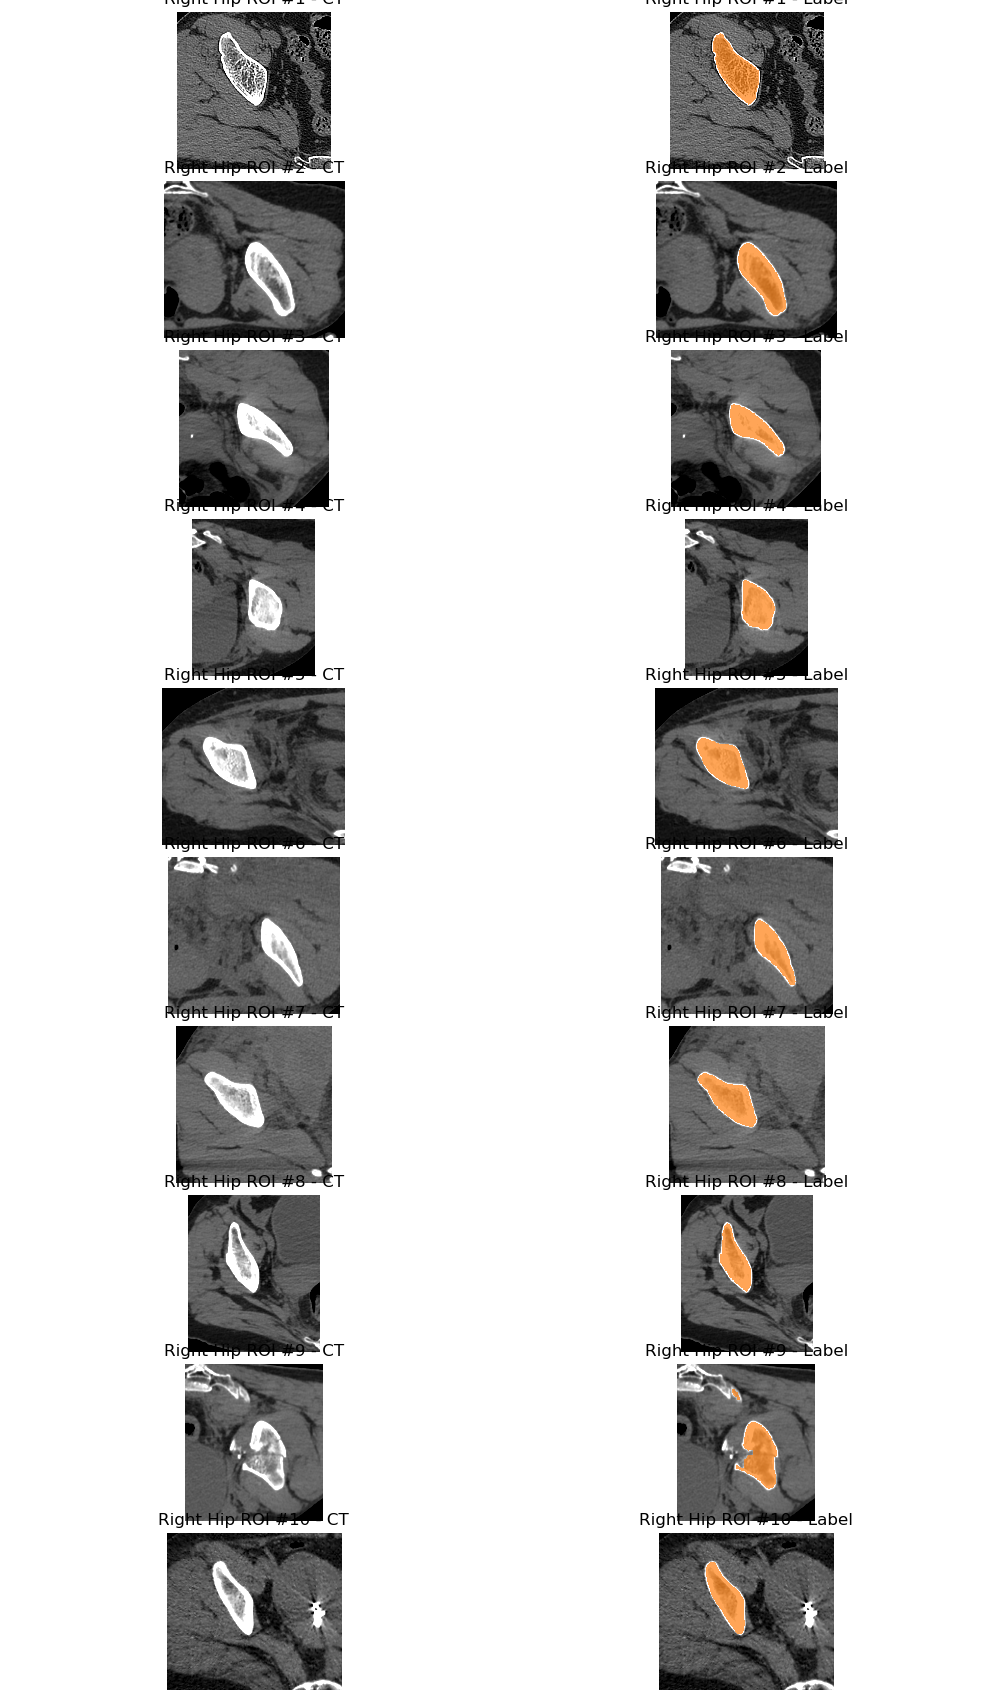 Right Hip ROI #1 - CT
Right Hip ROI #1 - Label
Right Hip ROI #2 - CT
Right Hip ROI #2 - Label
Right Hip ROI #3 - CT
Right Hip ROI #3 - Label
Right Hip ROI #4 - CT
Right Hip ROI #4 - Label
Right Hip ROI #5 - CT
Right Hip ROI #5 - Label
Right Hip ROI #6 - CT
Right Hip ROI #6 - Label
Right Hip ROI #7 - CT
Right Hip ROI #7 - Label
Right Hip ROI #8 - CT
Right Hip ROI #8 - Label
Right Hip ROI #9 - CT
Right Hip ROI #9 - Label
Right Hip ROI #10 - CT
Right Hip ROI #10 - Label